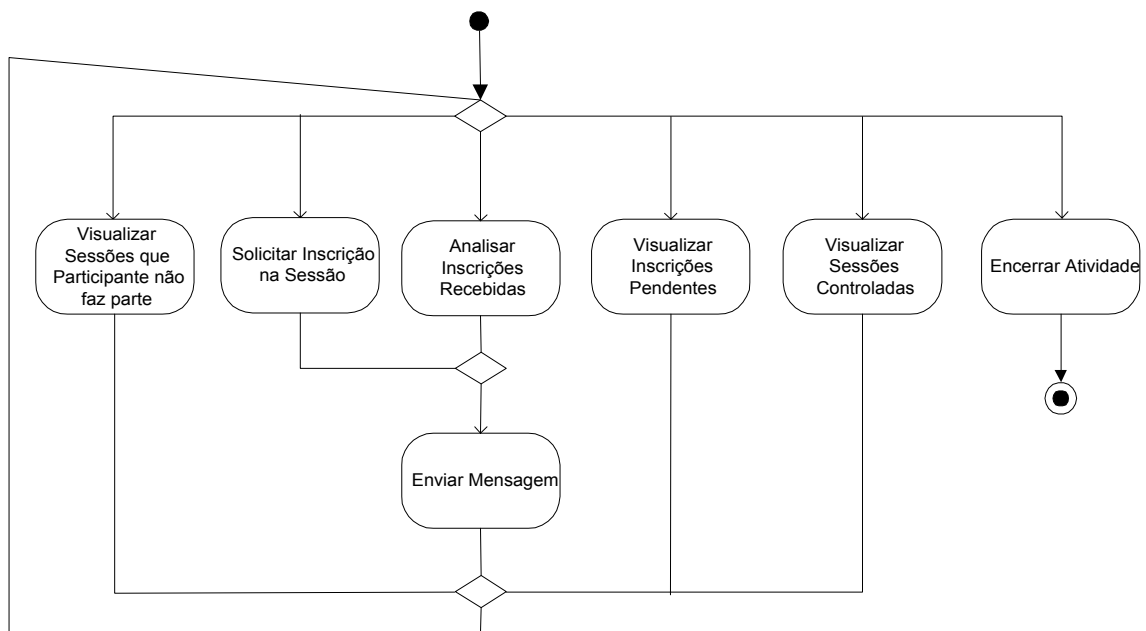 Visualizar
Sessões que
Participante não
faz parte
Solicitar Inscrição
na Sessão
Analisar
Inscrições
Recebidas
Visualizar
Inscrições
Pendentes
Visualizar
Sessões
Controladas
Encerrar Atividade
Enviar Mensagem